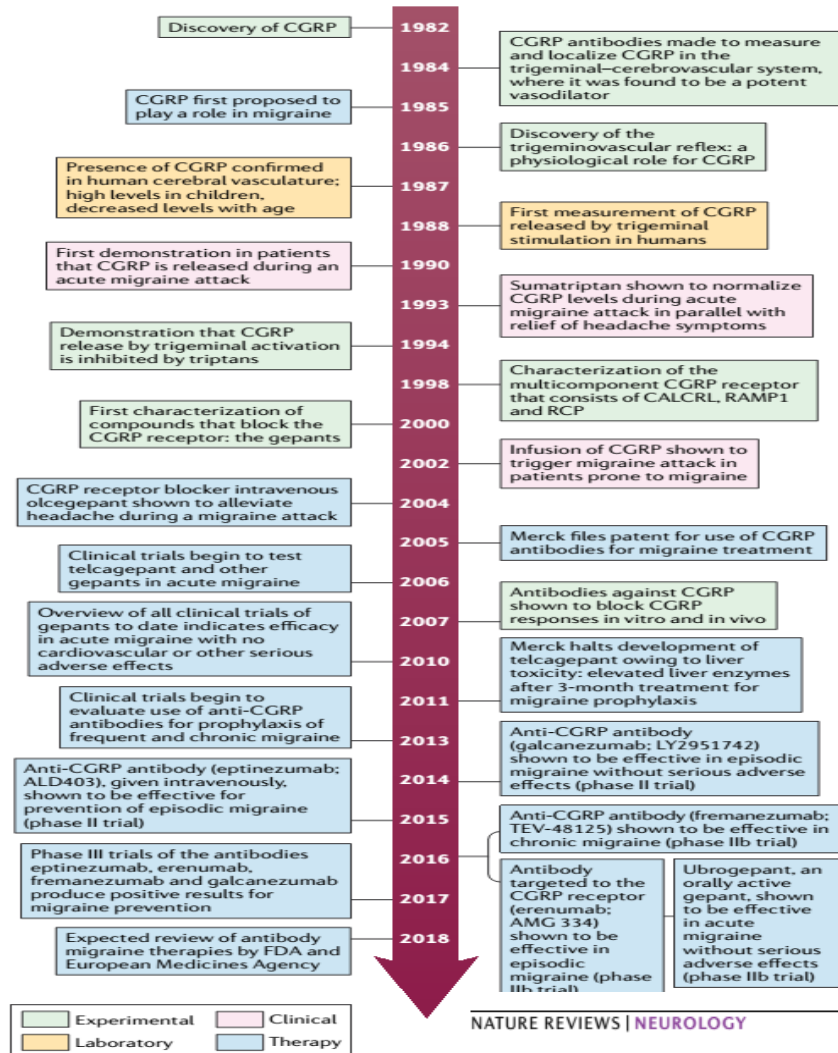 Discovery of CGRP
1982
CGRP antibodies made to measure
and localize CGRP in the
trigeminal–cerebrovascular system,
where it was found to be a potent
vasodilator
1984
CGRP first proposed to
play a role in migraine
1985
Discovery of the
trigeminovascular reflex: a
physiological role for CGRP
1986
Presence of CGRP confirmed
in human cerebral vasculature;
high levels in children,
decreased levels with age
1987
First measurement of CGRP
released by trigeminal
stimulation in humans
1988
First demonstration in patients
that CGRP is released during an
acute migraine attack
1990
Sumatriptan shown to normalize
CGRP levels during acute
migraine attack in parallel with
relief of headache symptoms
1993
Demonstration that CGRP
release by trigeminal activation
is inhibited by triptans
1994
Characterization of the
multicomponent CGRP receptor
that consists of CALCRL, RAMP1
and RCP
1998
First characterization of
compounds that block the
CGRP receptor: the gepants
2000
Infusion of CGRP shown to
trigger migraine attack in
patients prone to migraine
2002
CGRP receptor blocker intravenous
olcegepant shown to alleviate
headache during a migraine attack
2004
Merck files patent for use of CGRP
antibodies for migraine treatment
2005
Clinical trials begin to test
telcagepant and other
gepants in acute migraine
2006
Antibodies against CGRP
shown to block CGRP
responses in vitro and in vivo
2007
Overview of all clinical trials of
gepants to date indicates efficacy
in acute migraine with no
cardiovascular or other serious
adverse effects
2010
Merck halts development of
telcagepant owing to liver
toxicity: elevated liver enzymes
after 3-month treatment for
migraine prophylaxis
2011
Clinical trials begin to
evaluate use of anti-CGRP
antibodies for prophylaxis of
frequent and chronic migraine
2013
Anti-CGRP antibody
(galcanezumab; LY2951742)
shown to be effective in episodic
migraine without serious adverse
effects (phase II trial)
2014
Anti-CGRP antibody (eptinezumab;
ALD403), given intravenously,
shown to be effective for
prevention of episodic migraine
(phase II trial)
2015
Anti-CGRP antibody (fremanezumab;
TEV-48125) shown to be effective in
chronic migraine (phase IIb trial)
2016
Antibody
targeted to the
CGRP receptor
(erenumab;
AMG 334)
shown to be
effective in
episodic
migraine (phase
IIb trial)
Ubrogepant, an
orally active
gepant, shown
to be effective
in acute
migraine
without serious
adverse effects
(phase IIb trial)
Phase III trials of the antibodies
eptinezumab, erenumab,
fremanezumab and galcanezumab
produce positive results for
migraine prevention
2017
Expected review of antibody
migraine therapies by FDA and
European Medicines Agency
2018
Experimental
Clinical
Laboratory
Therapy
NATURE REVIEWS | NEUROLOGY